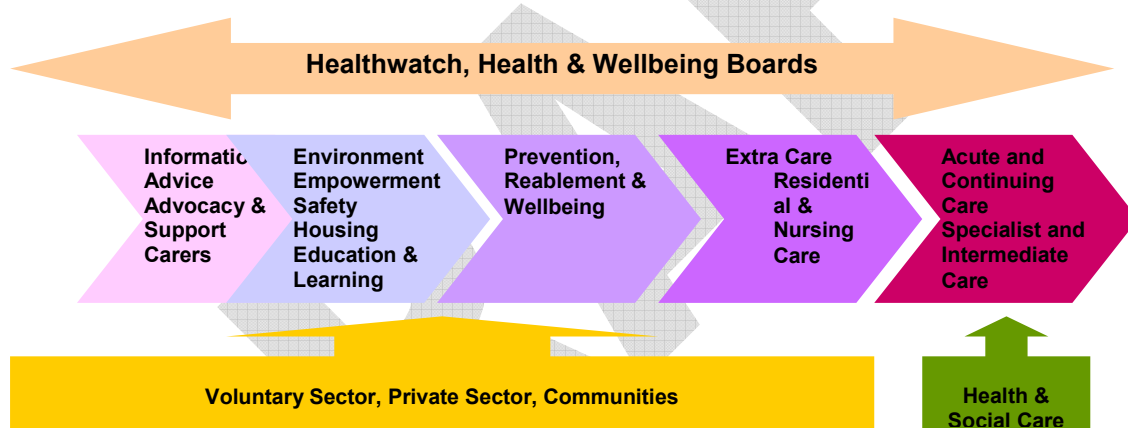 Healthwatch, Health & Wellbeing Boards
Informatio
Advice
Advocacy &
Support
Carers
Environment
Empowerment
Safety
Housing
Education &
Learning
Prevention,
Reablement &
Wellbeing
Extra Care
Residenti
al &
Nursing
Care
Acute and
Continuing
Care
Specialist and
Intermediate
Care
Voluntary Sector, Private Sector, Communities
Health &
Social Care